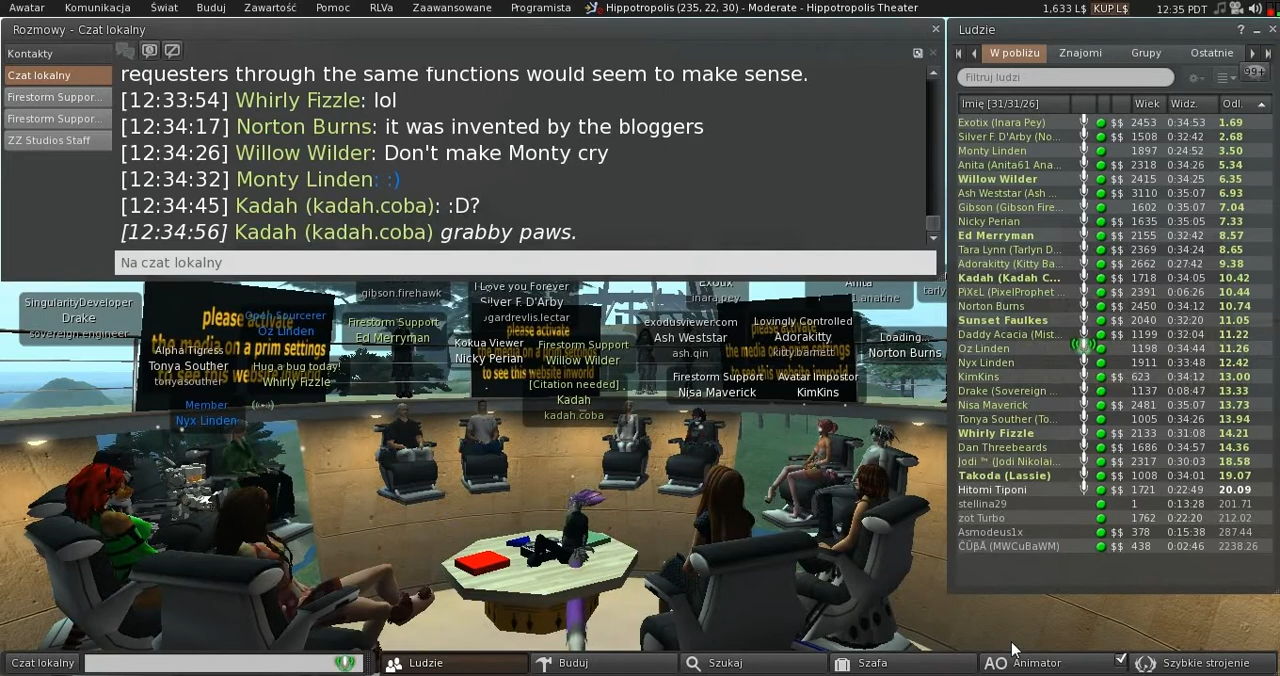 Awatar Komunikacja Świat Buduj Zawartość Pomoc RLVa Zaawansowane Programista Hippotropolis (235, 22, 30) - Moderate - Hippotropolis Theater 1,633 L$ KUP L$ 12:35 PDT
Rozmowy - Czat lokalny
Kontakty
Czat lokalny
Firestorm Suppor...
Firestorm Suppor...
ZZ Studios Staff
requesters through the same functions would seem to make sense.
[12:33:54] Whirly Fizzle: lol
[12:34:17] Norton Burns: it was invented by the bloggers
[12:34:26] Willow Wilder: Don't make Monty cry
[12:34:32] Monty Linden: :)
[12:34:45] Kadah (kadah.coba): :D?
[12:34:56] Kadah (kadah.coba) grabby paws.
Na czat lokalny
Ludzie
? _ ×
W pobliżu Znajomi Grupy Ostatnie
99+
Filtruj ludzi
Imię [31/31/26] Wiek Widz. Odl.
Exotix (Inara Pey) $$ 2453 0:34:53 1.69
Silver F. D'Arby (No... $$ 1508 0:32:42 2.68
Monty Linden 1897 0:24:52 3.50
Anita (Anita61 Ana... $$ 2318 0:34:26 5.34
Willow Wilder $$ 2415 0:34:25 6.35
Ash Weststar (Ash ... $$ 3110 0:35:07 6.93
Gibson (Gibson Fire... 1602 0:35:07 7.04
Nicky Perian $$ 1635 0:35:05 7.33
Ed Merryman $$ 2155 0:32:42 8.57
Tara Lynn (Tarlyn D... $$ 2369 0:34:24 8.65
Adorakitty (Kitty Ba... $$ 2662 0:27:42 9.38
Kadah (Kadah C... $$ 1718 0:34:05 10.42
PiXεL (PixelProphet ... $$ 2391 0:06:26 10.44
Norton Burns $$ 2450 0:34:12 10.74
Sunset Faulkes $$ 2040 0:32:20 11.05
Daddy Acacia (Mist... $$ 1199 0:32:04 11.22
Oz Linden 1198 0:34:44 11.26
Nyx Linden 1911 0:33:48 12.42
KimKins $$ 623 0:34:12 13.00
Drake (Sovereign ... 1137 0:08:47 13.33
Nisa Maverick $$ 2481 0:35:07 13.73
Tonya Souther (To... 1005 0:34:26 13.94
Whirly Fizzle $$ 2133 0:31:08 14.21
Dan Threebeards $$ 1686 0:34:57 14.36
Jodi ™ (Jodi Nikolai... $$ 2317 0:30:03 18.58
Takoda (Lassie) $$ 1008 0:34:01 19.07
Hitomi Tiponi $$ 1721 0:22:49 20.09
stellina29 1 0:13:28 201.71
zot Turbo 1762 0:22:20 212.02
Asmodeus1x $$ 378 0:15:38 287.44
ČÜβÅ (MWCuBaWM) $$ 438 0:02:46 2238.26
SingularityDeveloper
Drake
sovereign.engineer
please activate
the media on a prim settings
to see this website inworld
Open Sourcerer
Oz Linden
Alpha Tigress
Tonya Souther
tonyasouther
Hug a bug today!
Whirly Fizzle
Member
Nyx Linden
gibson.firehawk
Firestorm Support
Ed Merryman
I Love you Forever
Silver F. D'Arby
ogardrevlis.lectar
please activate
Kokua Viewer
Nicky Perian
Firestorm Support
Willow Wilder
[Citation needed]
Kadah
kadah.coba
Exotix
inara.pey
exodusviewer.com
Ash Weststar
ash.qin
Firestorm Support
Nisa Maverick
Anita
please activate
Lovingly Controlled
Adorakitty
kitty.barnett
Avatar Impostor
KimKins
Loading...
Norton Burns
Czat lokalny Ludzie Buduj Szukaj Szafa AO Animator Szybkie strojenie